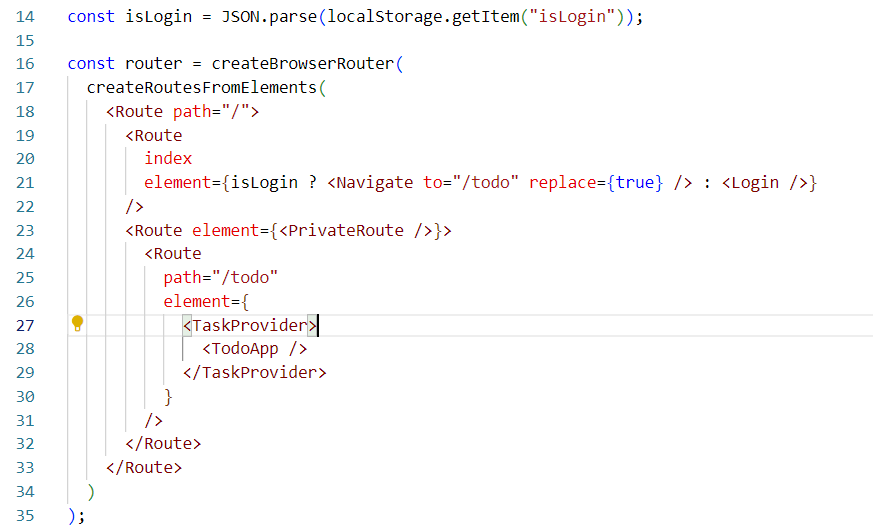 14 const isLogin = JSON.parse(localStorage.getItem("isLogin"));
15
16 const router = createBrowserRouter(
17   createRoutesFromElements(
18     <Route path="/">
19       <Route
20         index
21         element={isLogin ? <Navigate to="/todo" replace={true} /> : <Login />}
22       />
23       <Route element={<PrivateRoute />}>
24         <Route
25           path="/todo"
26           element={
27             <TaskProvider>
28               <TodoApp />
29             </TaskProvider>
30           }
31         />
32       </Route>
33     </Route>
34   )
35 );